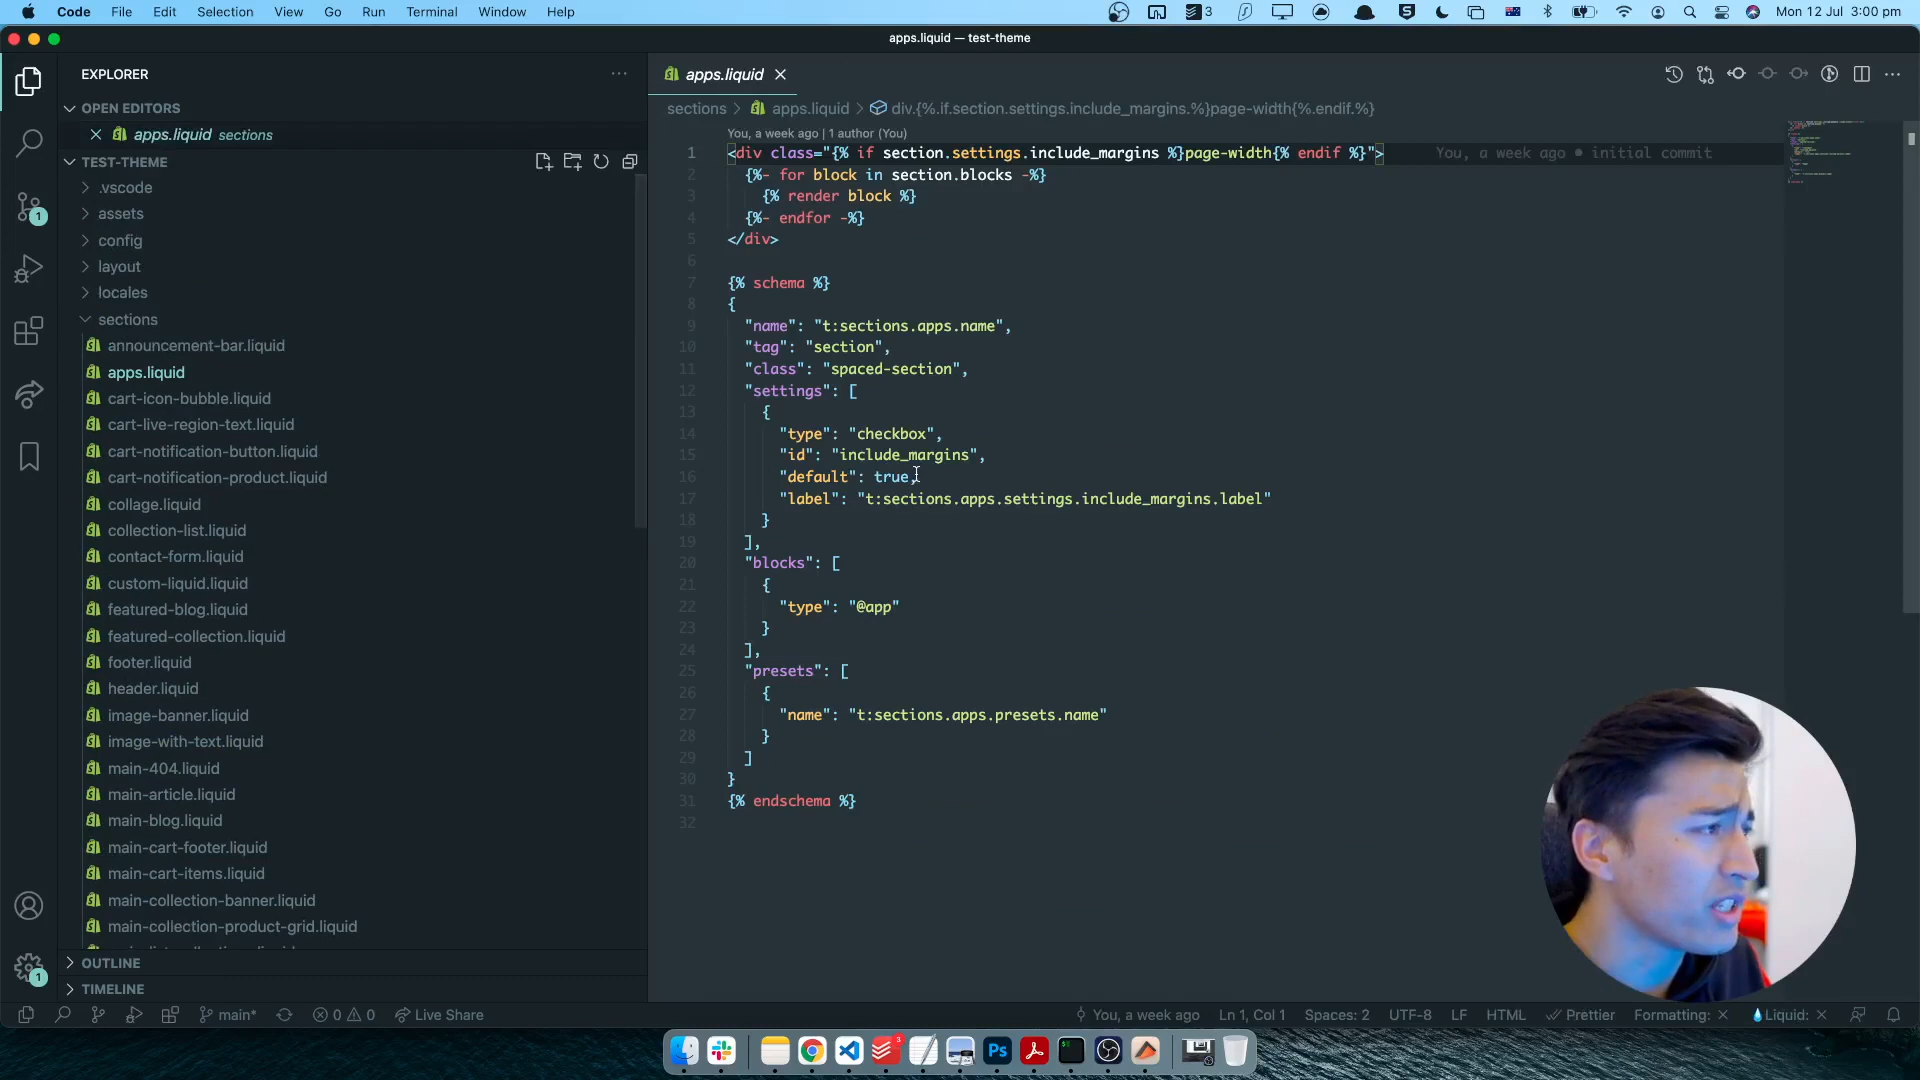 Code File Edit Selection View Go Run Terminal Window Help
3
Mon 12 Jul 3:00 pm
apps.liquid — test-theme
EXPLORER
OPEN EDITORS
apps.liquid sections
TEST-THEME
.vscode
assets
config
layout
locales
sections
announcement-bar.liquid
apps.liquid
cart-icon-bubble.liquid
cart-live-region-text.liquid
cart-notification-button.liquid
cart-notification-product.liquid
collage.liquid
collection-list.liquid
contact-form.liquid
custom-liquid.liquid
featured-blog.liquid
featured-collection.liquid
footer.liquid
header.liquid
image-banner.liquid
image-with-text.liquid
main-404.liquid
main-article.liquid
main-blog.liquid
main-cart-footer.liquid
main-cart-items.liquid
main-collection-banner.liquid
main-collection-product-grid.liquid
OUTLINE
TIMELINE
1
1
apps.liquid
sections > apps.liquid > div.{%.if.section.settings.include_margins.%}page-width{%.endif.%}
You, a week ago | 1 author (You)
1 <div class="{% if section.settings.include_margins %}page-width{% endif %}"> You, a week ago • initial commit
2 {%- for block in section.blocks -%}
3 {% render block %}
4 {%- endfor -%}
5 </div>
6
7 {% schema %}
8 {
9 "name": "t:sections.apps.name",
10 "tag": "section",
11 "class": "spaced-section",
12 "settings": [
13 {
14 "type": "checkbox",
15 "id": "include_margins",
16 "default": true,
17 "label": "t:sections.apps.settings.include_margins.label"
18 }
19 ],
20 "blocks": [
21 {
22 "type": "@app"
23 }
24 ],
25 "presets": [
26 {
27 "name": "t:sections.apps.presets.name"
28 }
29 ]
30 }
31 {% endschema %}
32
main* 0 0 Live Share You, a week ago Ln 1, Col 1 Spaces: 2 UTF-8 LF HTML Prettier Formatting: × Liquid: ×
3
Ps